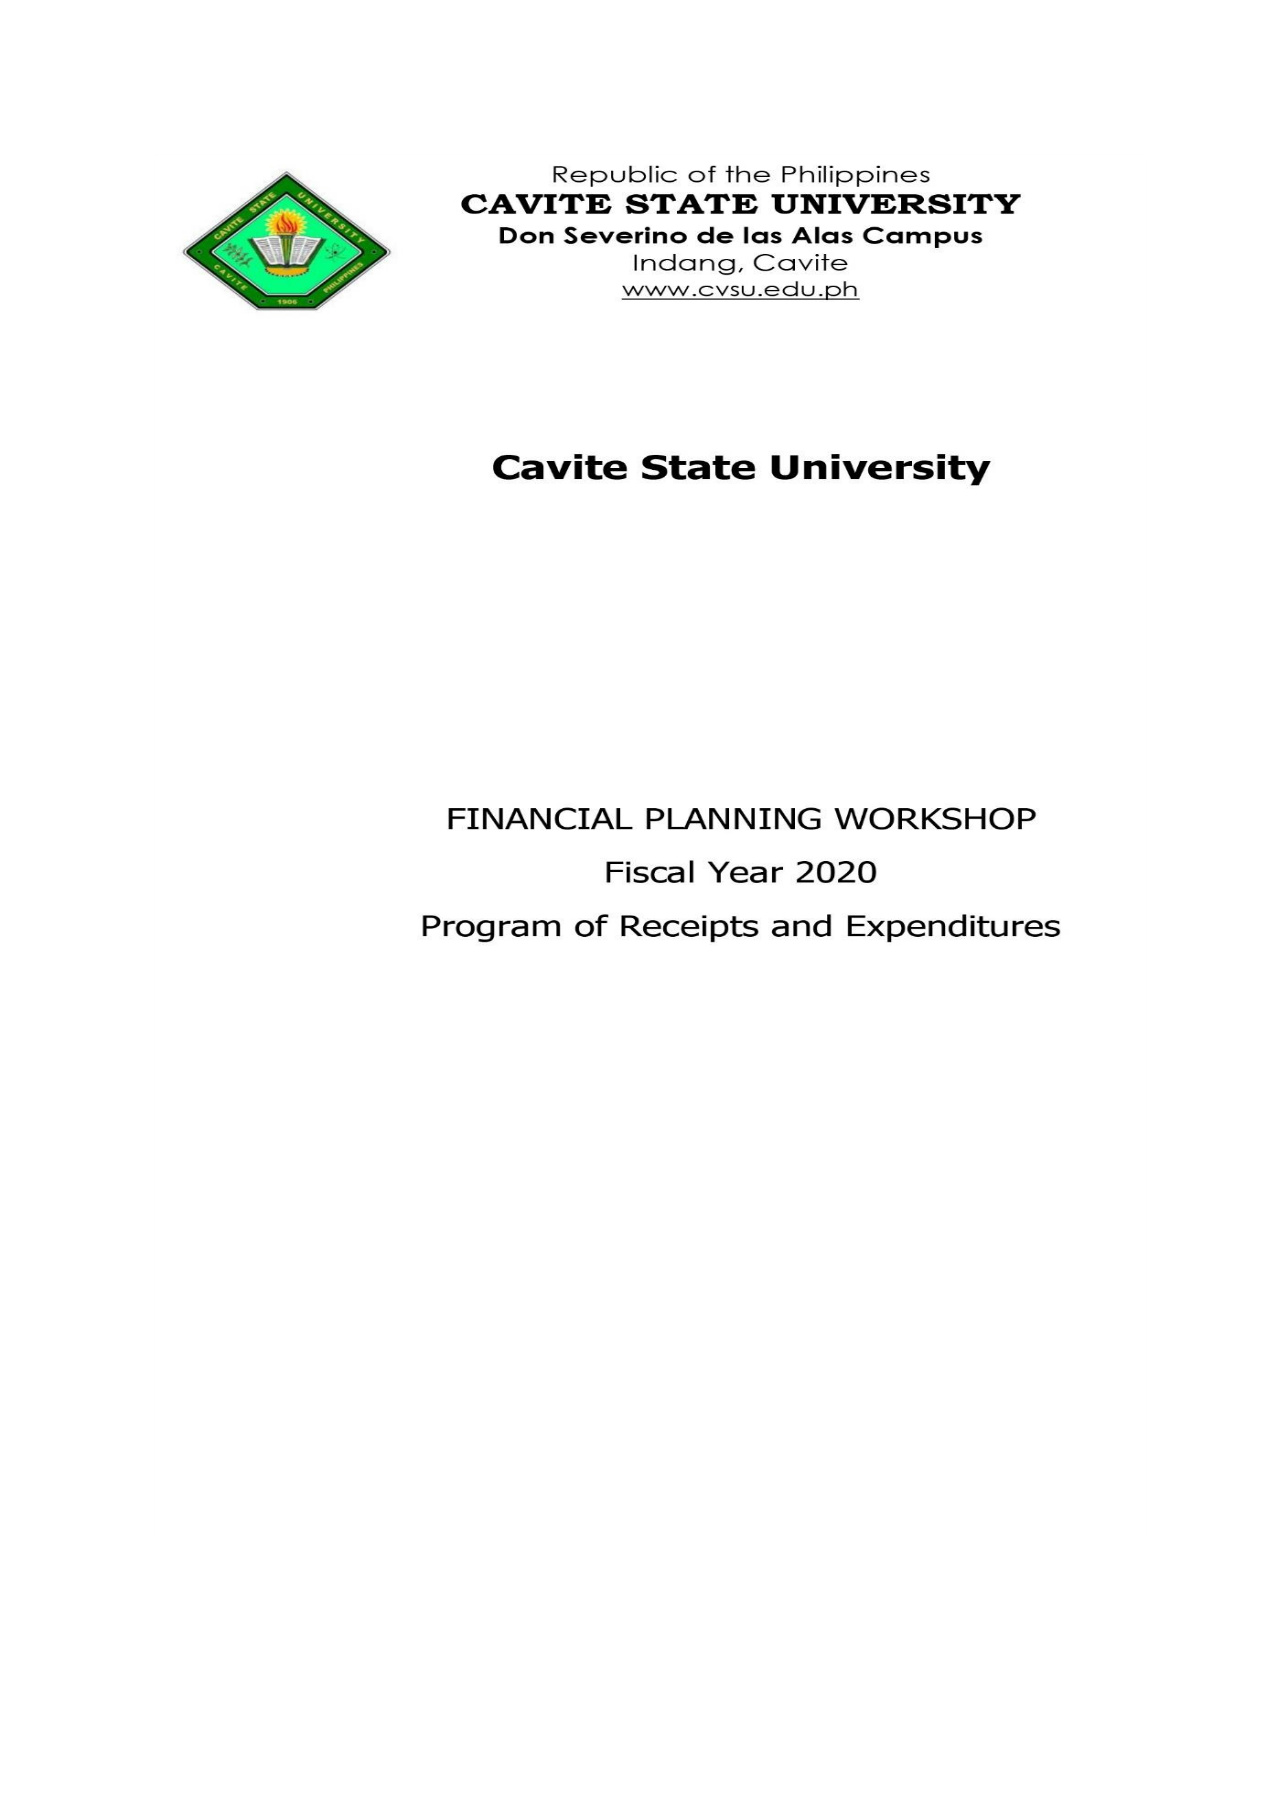 CAVITE STATE UNIVERSITY
CAVITE 1906 PHILIPPINES
Republic of the Philippines
CAVITE STATE UNIVERSITY
Don Severino de las Alas Campus
Indang, Cavite
www.cvsu.edu.ph
Cavite State University
FINANCIAL PLANNING WORKSHOP
Fiscal Year 2020
Program of Receipts and Expenditures